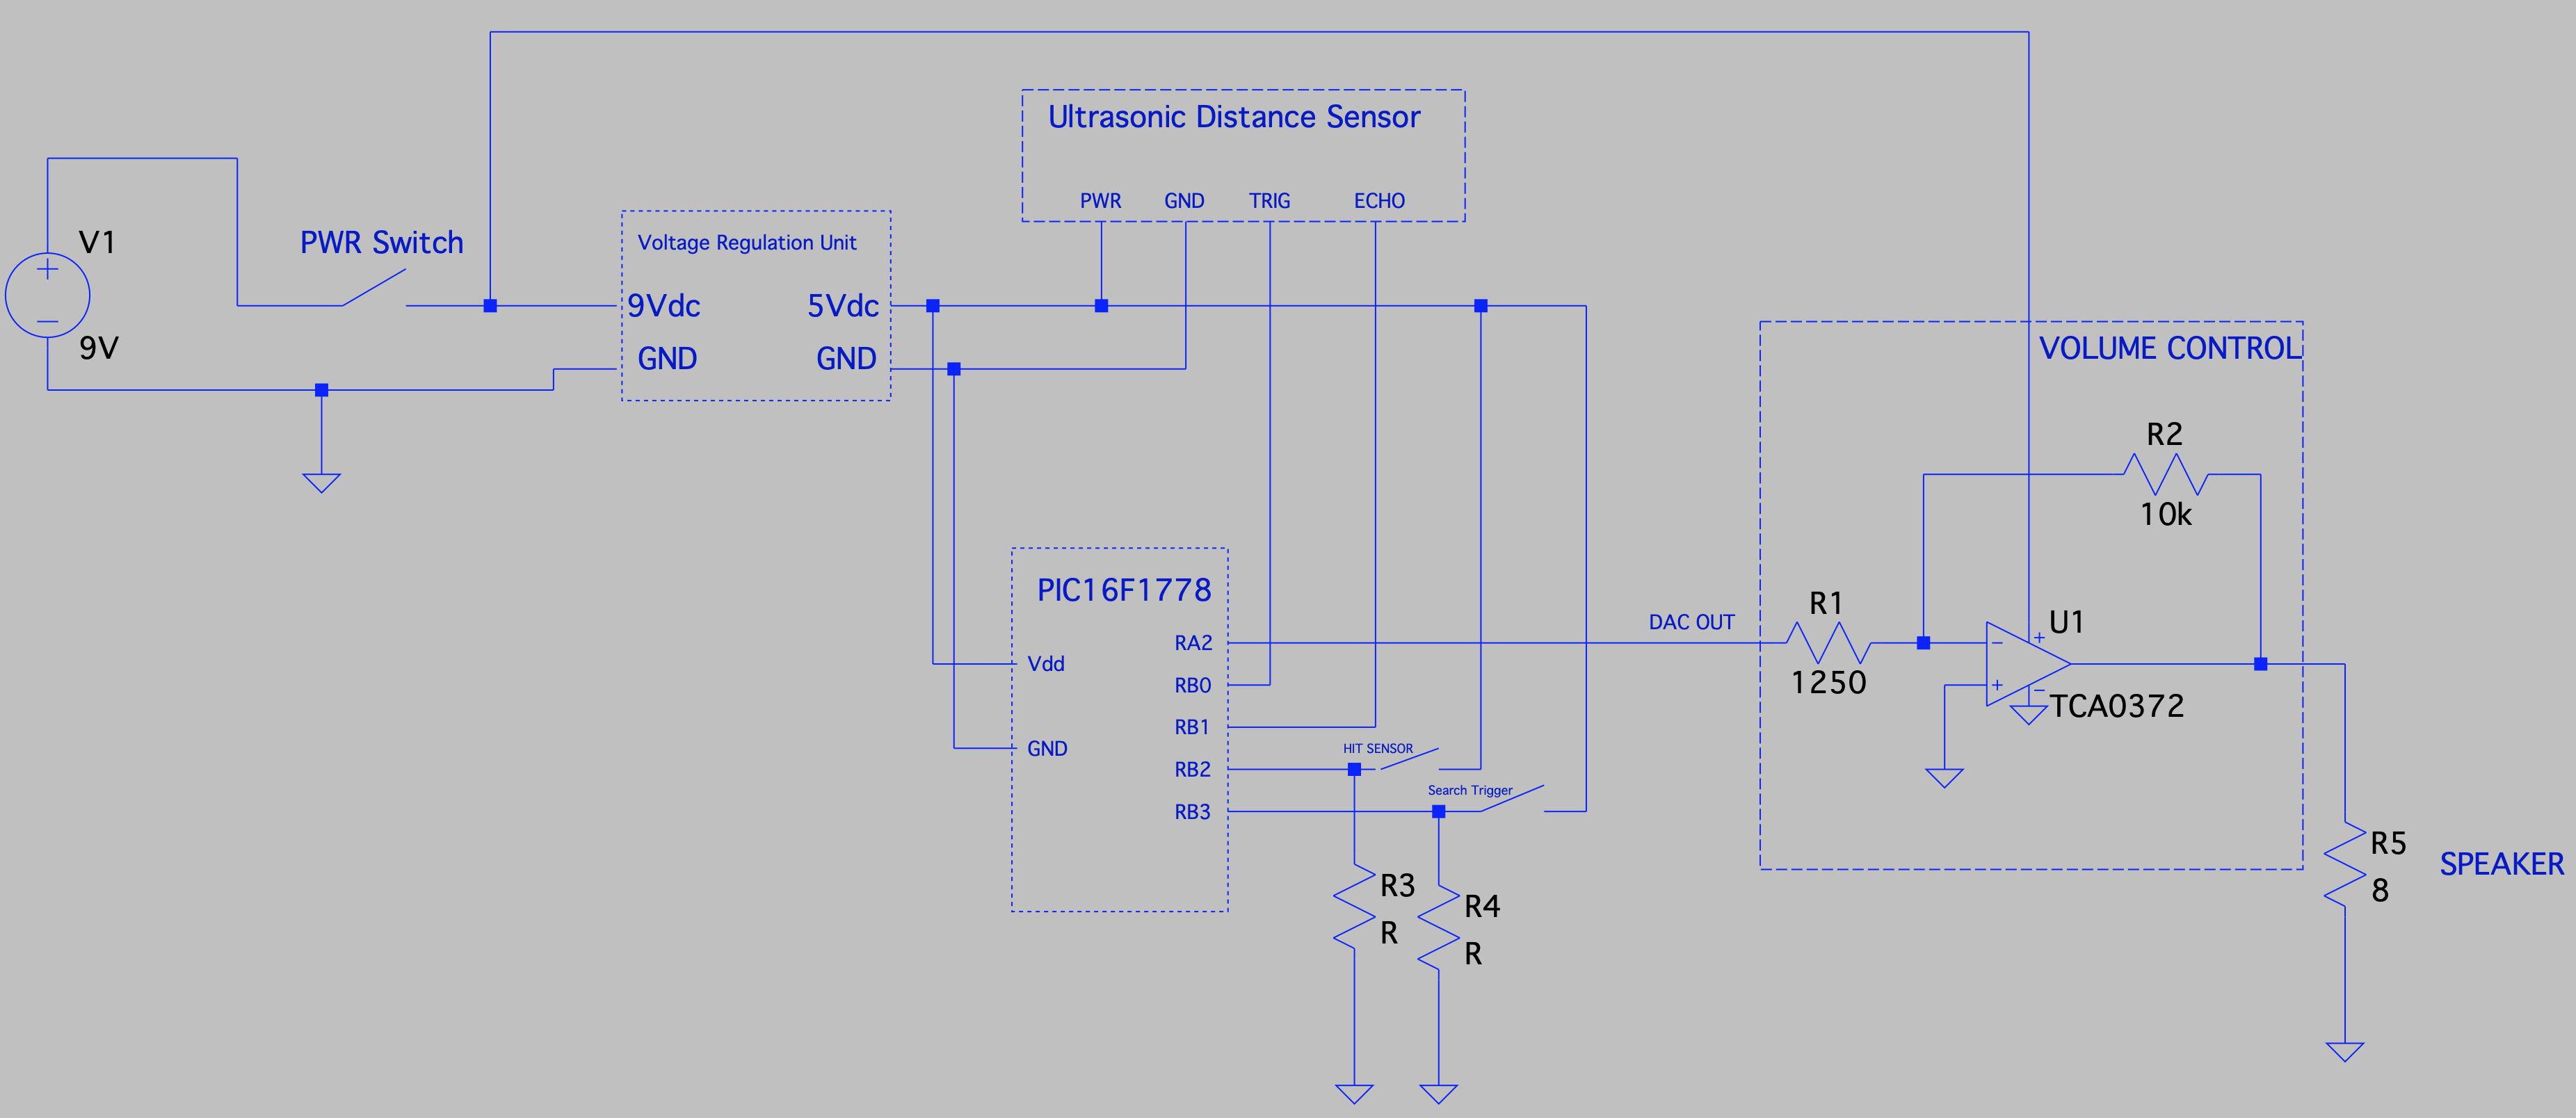 Ultrasonic Distance Sensor
PWR GND TRIG ECHO
V1
9V
PWR Switch
Voltage Regulation Unit
9Vdc 5Vdc
GND GND
VOLUME CONTROL
R2
10k
PIC16F1778
Vdd
GND
RA2
RB0
RB1
RB2
RB3
HIT SENSOR
Search Trigger
DAC OUT
R1
1250
U1
TCA0372
R3
R
R4
R
R5
8
SPEAKER